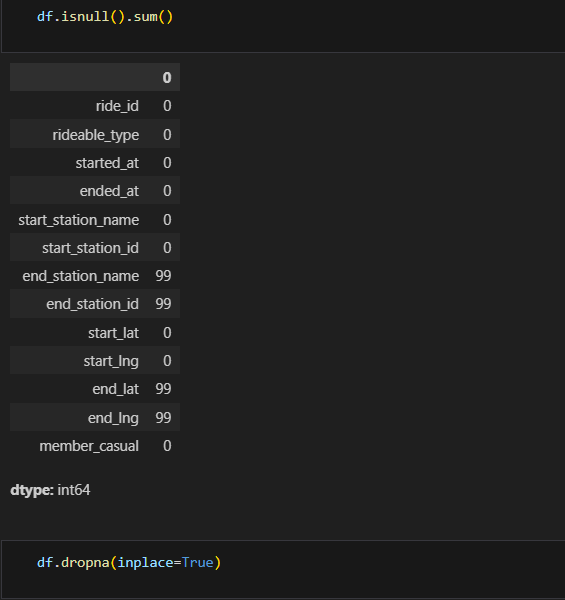 df.isnull().sum()
0
ride_id 0
rideable_type 0
started_at 0
ended_at 0
start_station_name 0
start_station_id 0
end_station_name 99
end_station_id 99
start_lat 0
start_lng 0
end_lat 99
end_lng 99
member_casual 0
dtype: int64
df.dropna(inplace=True)